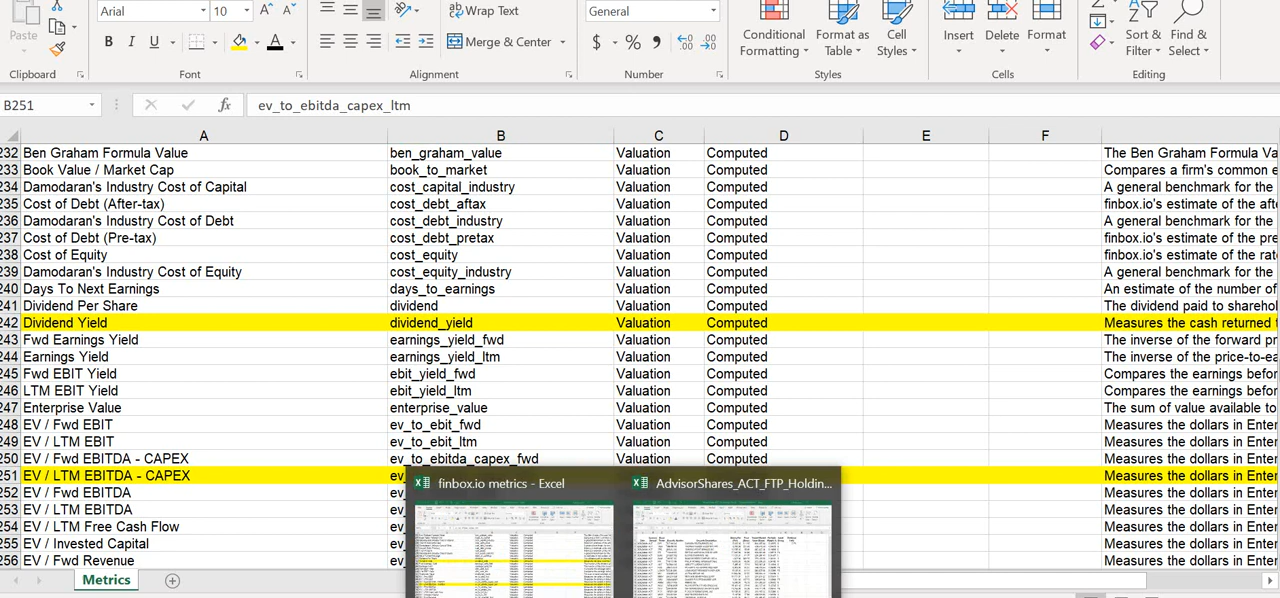 Arial 10 Wrap Text General
Paste B I U Merge & Center $ % Conditional Formatting Format as Table Cell Styles Insert Delete Format Sort & Filter Find & Select
Clipboard Font Alignment Number Styles Cells Editing
B251 fx ev_to_ebitda_capex_ltm
A B C D E F
232 Ben Graham Formula Value ben_graham_value Valuation Computed The Ben Graham Formula Va
233 Book Value / Market Cap book_to_market Valuation Computed Compares a firm's common e
234 Damodaran's Industry Cost of Capital cost_capital_industry Valuation Computed A general benchmark for the
235 Cost of Debt (After-tax) cost_debt_aftax Valuation Computed finbox.io's estimate of the afte
236 Damodaran's Industry Cost of Debt cost_debt_industry Valuation Computed A general benchmark for the
237 Cost of Debt (Pre-tax) cost_debt_pretax Valuation Computed finbox.io's estimate of the pre
238 Cost of Equity cost_equity Valuation Computed finbox.io's estimate of the rat
239 Damodaran's Industry Cost of Equity cost_equity_industry Valuation Computed A general benchmark for the
240 Days To Next Earnings days_to_earnings Valuation Computed An estimate of the number of
241 Dividend Per Share dividend Valuation Computed The dividend paid to sharehol
242 Dividend Yield dividend_yield Valuation Computed Measures the cash returned t
243 Fwd Earnings Yield earnings_yield_fwd Valuation Computed The inverse of the forward pr
244 Earnings Yield earnings_yield_ltm Valuation Computed The inverse of the price-to-ea
245 Fwd EBIT Yield ebit_yield_fwd Valuation Computed Compares the earnings befor
246 LTM EBIT Yield ebit_yield_ltm Valuation Computed Compares the earnings befor
247 Enterprise Value enterprise_value Valuation Computed The sum of value available to
248 EV / Fwd EBIT ev_to_ebit_fwd Valuation Computed Measures the dollars in Enter
249 EV / LTM EBIT ev_to_ebit_ltm Valuation Computed Measures the dollars in Enter
250 EV / Fwd EBITDA - CAPEX ev_to_ebitda_capex_fwd Valuation Computed Measures the dollars in Enter
251 EV / LTM EBITDA - CAPEX ev Measures the dollars in Enter
252 EV / Fwd EBITDA ev Measures the dollars in Enter
253 EV / LTM EBITDA ev Measures the dollars in Enter
EV / LTM Free Cash Flow ev Measures the dollars in Enter
EV / Invested Capital ev Measures the dollars in Enter
EV / Fwd Revenue ev Measures the dollars in Enter
finbox.io metrics - Excel AdvisorShares_ACT_FTP_Holdin...
Metrics